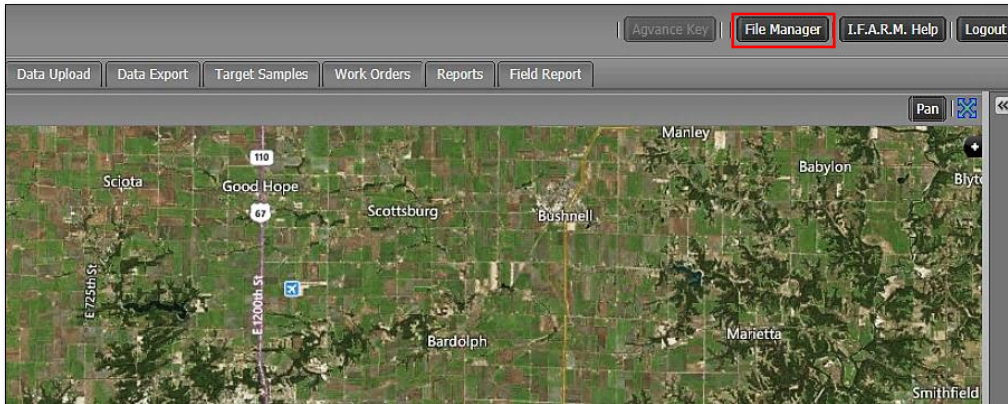 Agvance Key File Manager I.F.A.R.M. Help Logout
Data Upload Data Export Target Samples Work Orders Reports Field Report
Pan
Manley
110
Babylon
Sciota
Good Hope
Blyt
67
Scottsburg
Bushnell
E 725th St
E 1200th St
Bardolph
Marietta
Smithfield